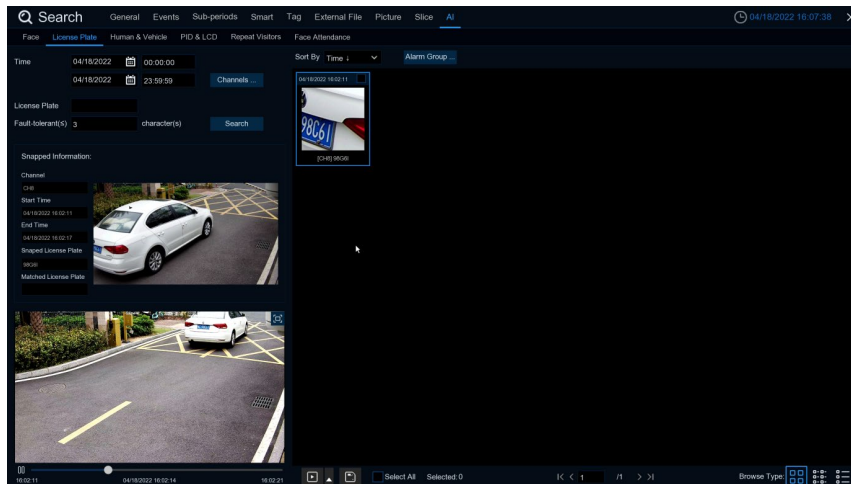 Search General Events Sub-periods Smart Tag External File Picture Slice AI 04/18/2022 16:07:38
Face License Plate Human & Vehicle PID & LCD Repeat Visitors Face Attendance
Time 04/18/2022 00:00:00
04/18/2022 23:59:59 Channels ...
License Plate
Fault-tolerant(≤) 3 character(s) Search
Snapped Information:
Channel
CH8
Start Time
04/18/2022 16:02:11
End Time
04/18/2022 16:02:17
Snaped License Plate
98G6I
Matched License Plate
16:02:11 04/18/2022 16:02:14 16:02:21
Sort By Time ↓ Alarm Group ...
04/18/2022 16:02:11
98C61
[CH8] 98G6I
Select All Selected: 0 |< < 1 /1 > >| Browse Type: